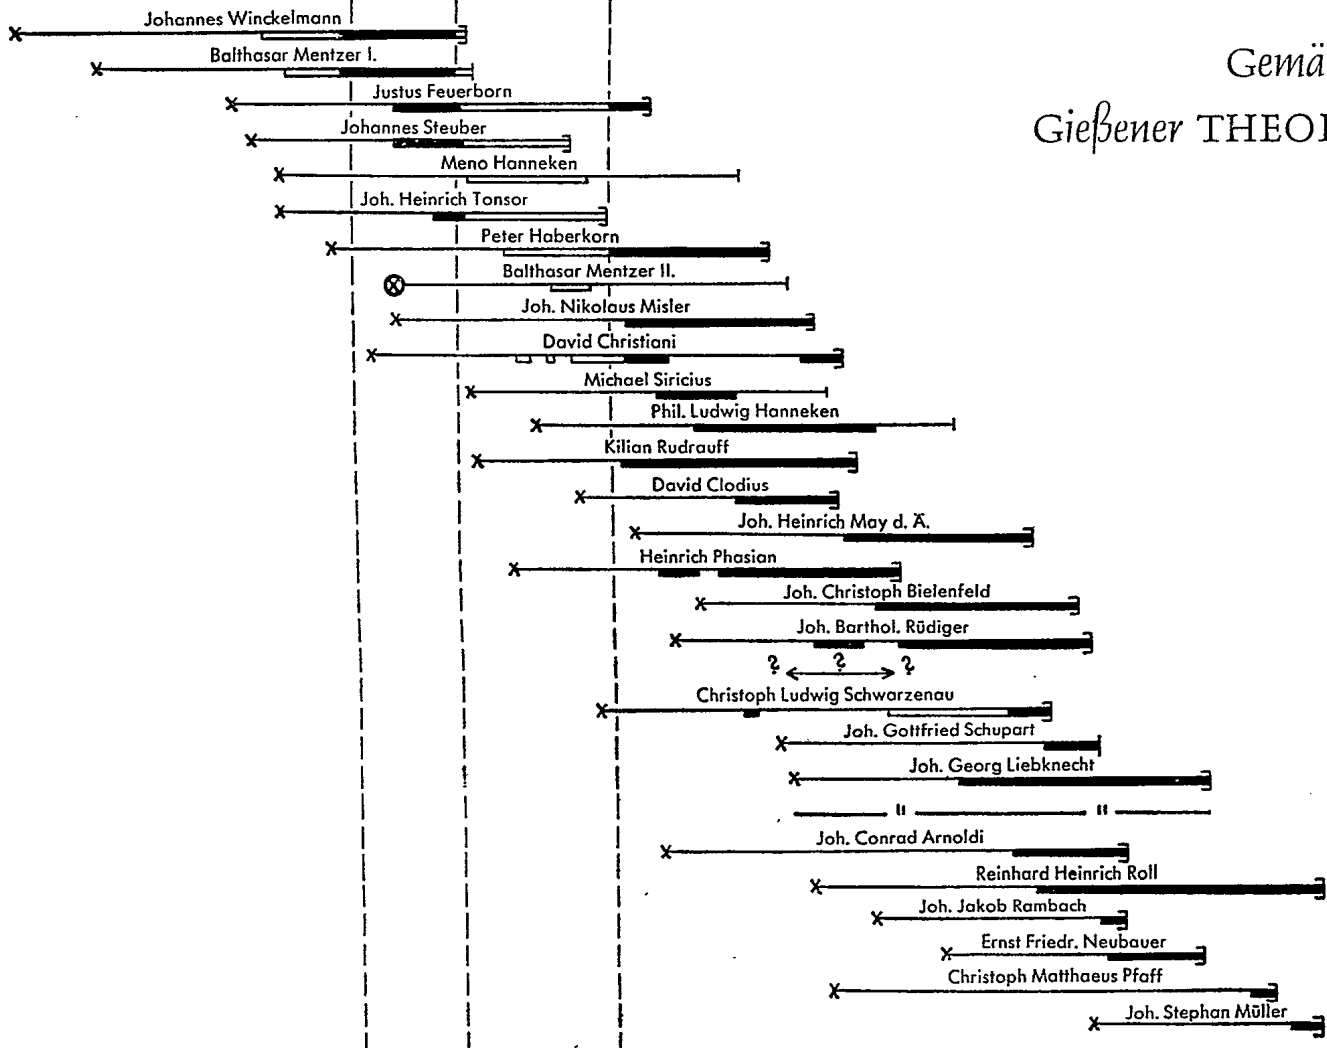 Johannes Winckelmann
Balthasar Mentzer I.
Gemä
Justus Feuerborn
Gießener THEO
Johannes Steuber
Meno Hanneken
Joh. Heinrich Tonsor
Peter Haberkorn
Balthasar Mentzer II.
Joh. Nikolaus Misler
David Christiani
Michael Siricius
Phil. Ludwig Hanneken
Kilian Rudrauff
David Clodius
Joh. Heinrich May d. Ä.
Heinrich Phasian
Joh. Christoph Bielenfeld
Joh. Barthol. Rüdiger
? ? ?
Christoph Ludwig Schwarzenau
Joh. Gottfried Schupart
Joh. Georg Liebknecht
" "
Joh. Conrad Arnoldi
Reinhard Heinrich Roll
Joh. Jakob Rambach
Ernst Friedr. Neubauer
Christoph Matthaeus Pfaff
Joh. Stephan Müller